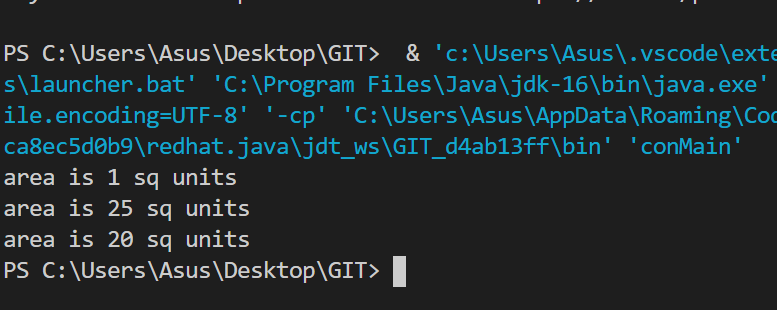 PS C:\Users\Asus\Desktop\GIT>  & 'c:\Users\Asus\.vscode\exte
s\launcher.bat' 'C:\Program Files\Java\jdk-16\bin\java.exe'
ile.encoding=UTF-8' '-cp' 'C:\Users\Asus\AppData\Roaming\Cod
ca8ec5d0b9\redhat.java\jdt_ws\GIT_d4ab13ff\bin' 'conMain'
area is 1 sq units
area is 25 sq units
area is 20 sq units
PS C:\Users\Asus\Desktop\GIT>